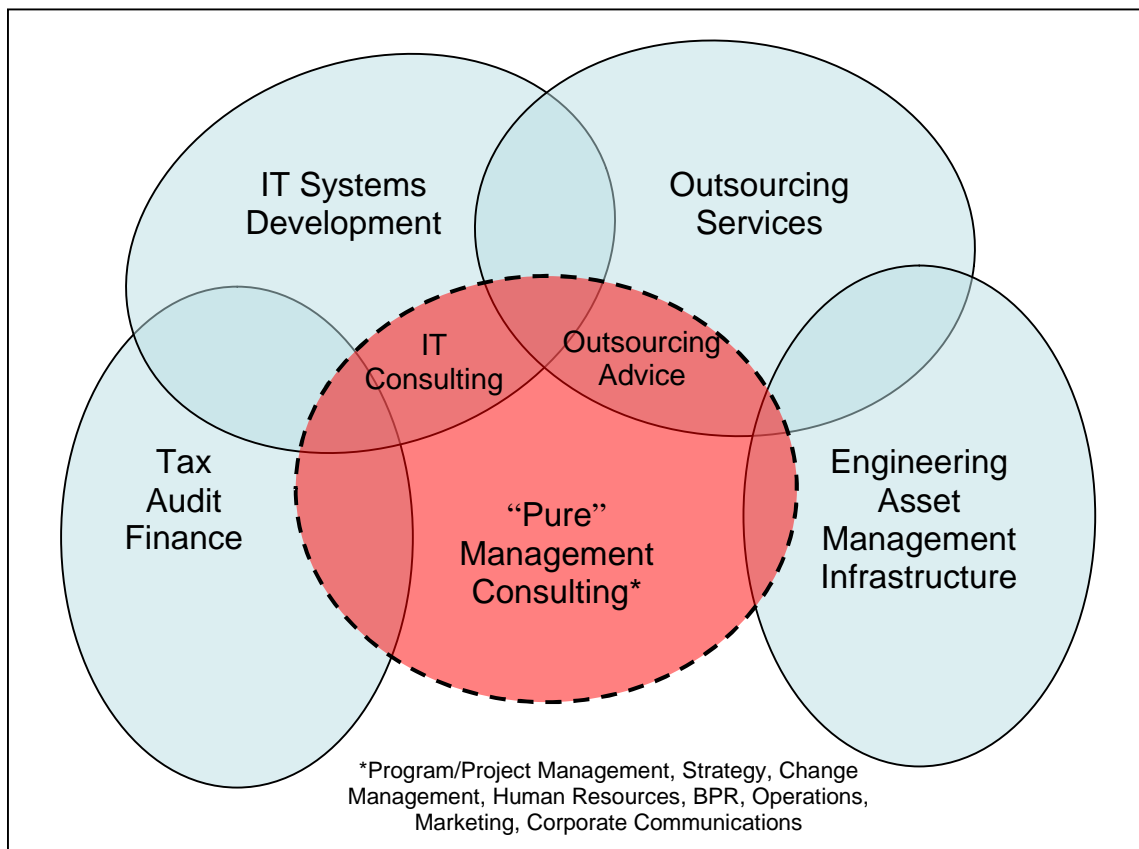 IT Systems
Development
Outsourcing
Services
IT
Consulting
Outsourcing
Advice
Tax
Audit
Finance
“Pure”
Management
Consulting*
Engineering
Asset
Management
Infrastructure
*Program/Project Management, Strategy, Change
Management, Human Resources, BPR, Operations,
Marketing, Corporate Communications